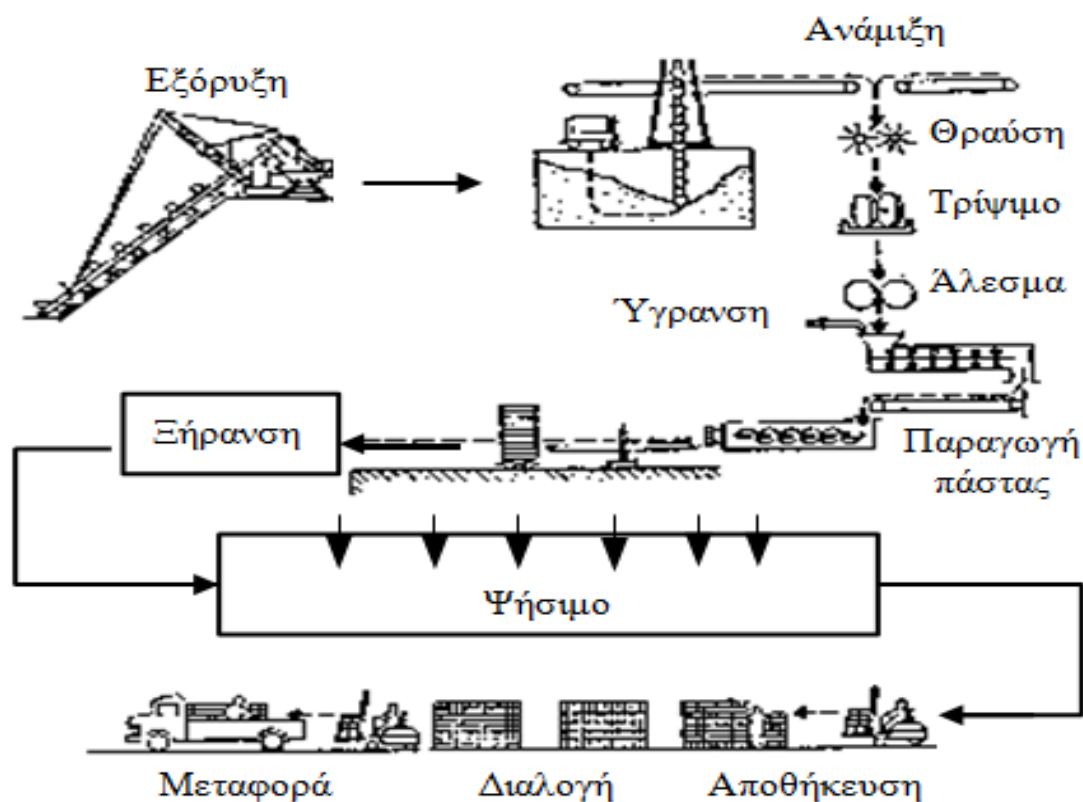 Ανάμιξη
Εξόρυξη
Θραύση
Τρίψιμο
Άλεσμα
Ύγρανση
Ξήρανση
Παραγωγή
πάστας
Ψήσιμο
Μεταφορά
Διαλογή
Αποθήκευση